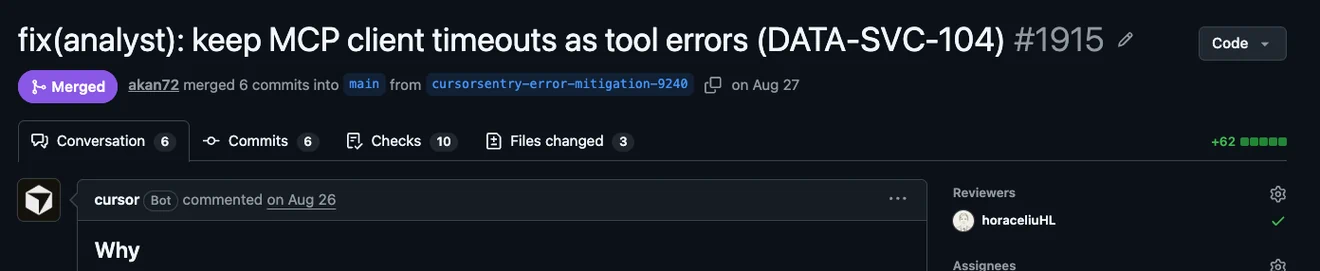 fix(analyst): keep MCP client timeouts as tool errors (DATA-SVC-104) #1915
Code
Merged
akan72 merged 6 commits into main from cursorsentry-error-mitigation-9240 on Aug 27
Conversation 6
Commits 6
Checks 10
Files changed 3
+62
cursor Bot commented on Aug 26
Why
Reviewers
horaceliuHL
Assignees